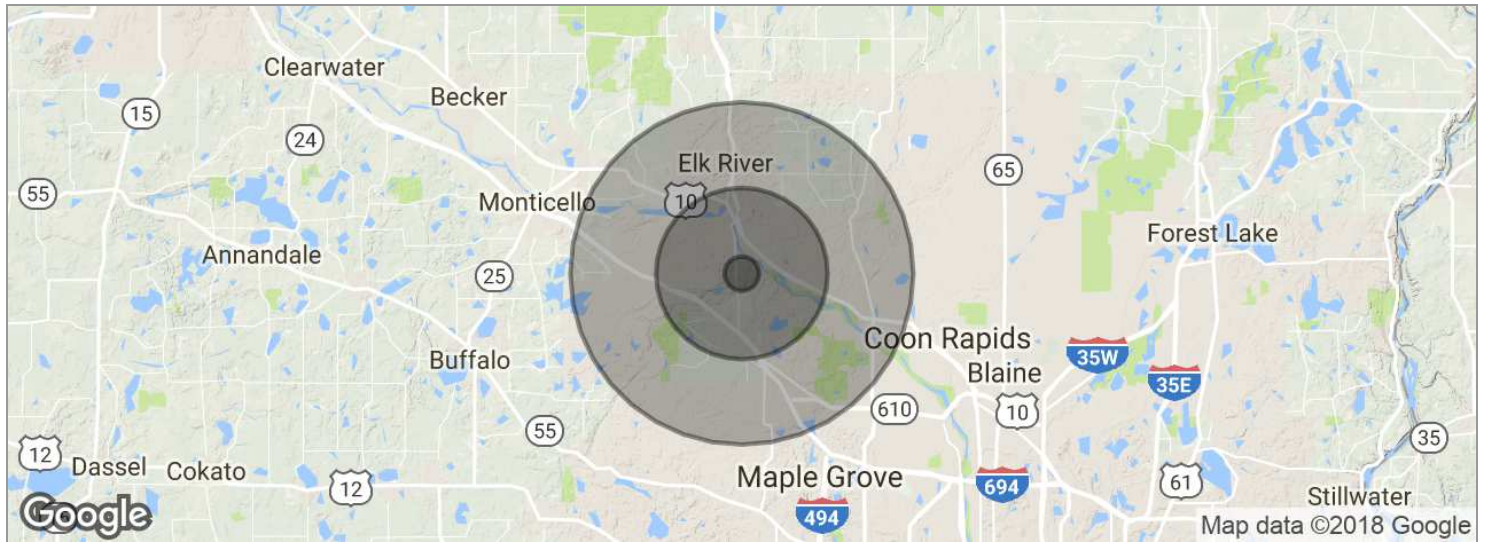 Clearwater
Becker
15
24
Elk River
65
55
10
Monticello
Annandale
Forest Lake
25
Coon Rapids
35W
Buffalo
Blaine
35E
610
10
55
12
35
Dassel
Cokato
12
Maple Grove
694
61
494
Stillwater
Google
Map data ©2018 Google